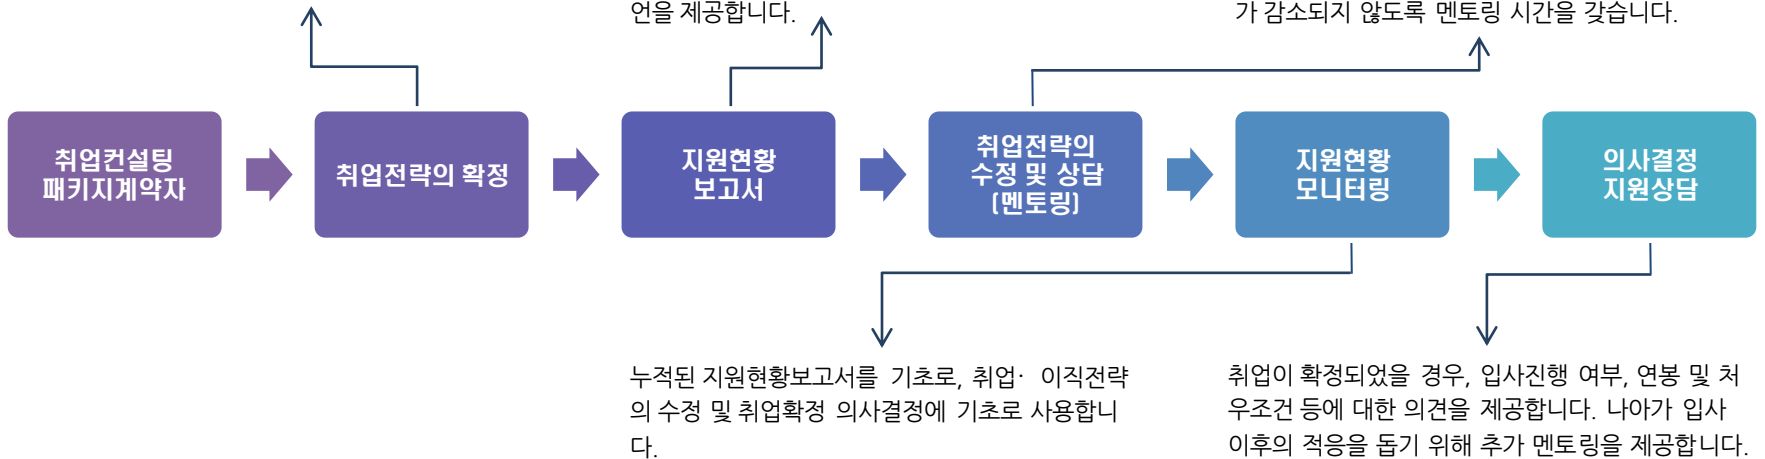 언을 제공합니다.
가 감소되지 않도록 멘토링 시간을 갖습니다.
취업컨설팅
패키지계약자
취업전략의 확정
지원현황
보고서
취업전략의
수정 및 상담
(멘토링)
지원현황
모니터링
의사결정
지원상담
누적된 지원현황보고서를 기초로, 취업· 이직전략
의 수정 및 취업확정 의사결정에 기초로 사용합니
다.
취업이 확정되었을 경우, 입사진행 여부, 연봉 및 처
우조건 등에 대한 의견을 제공합니다. 나아가 입사
이후의 적응을 돕기 위해 추가 멘토링을 제공합니다.